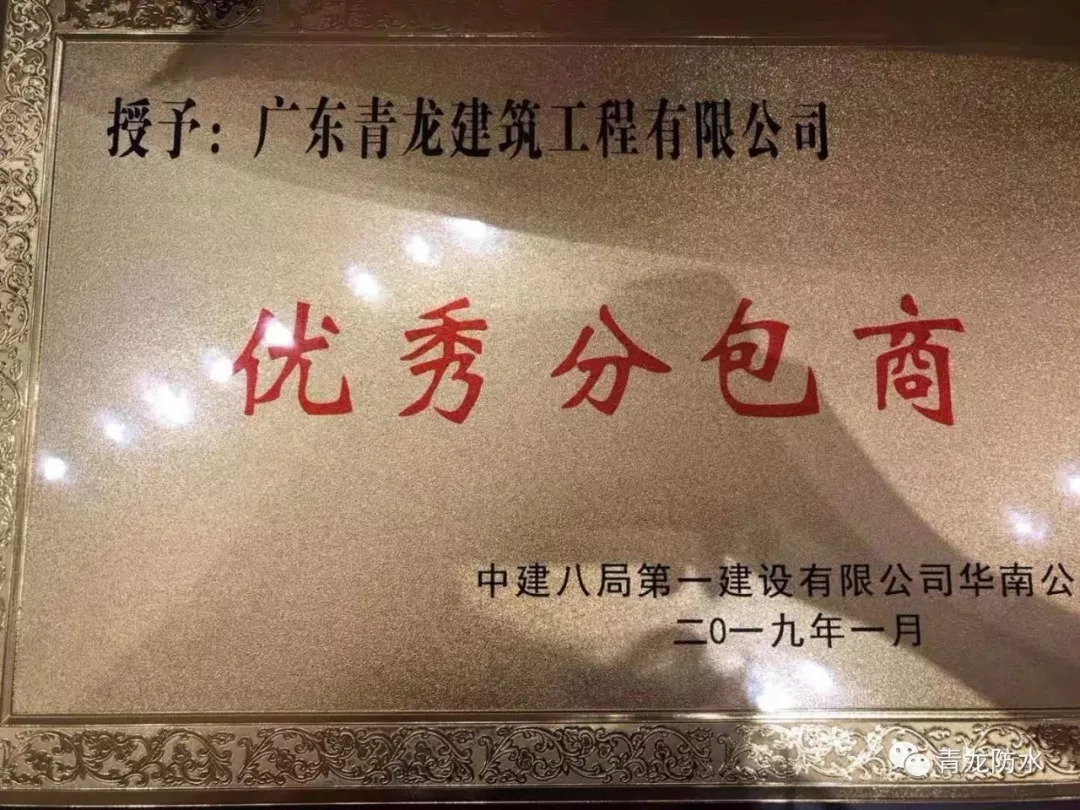 授予：广东青龙建筑工程有限公司
优秀分包商
中建八局第一建设有限公司华南公
二0一九年一月
青龙防水